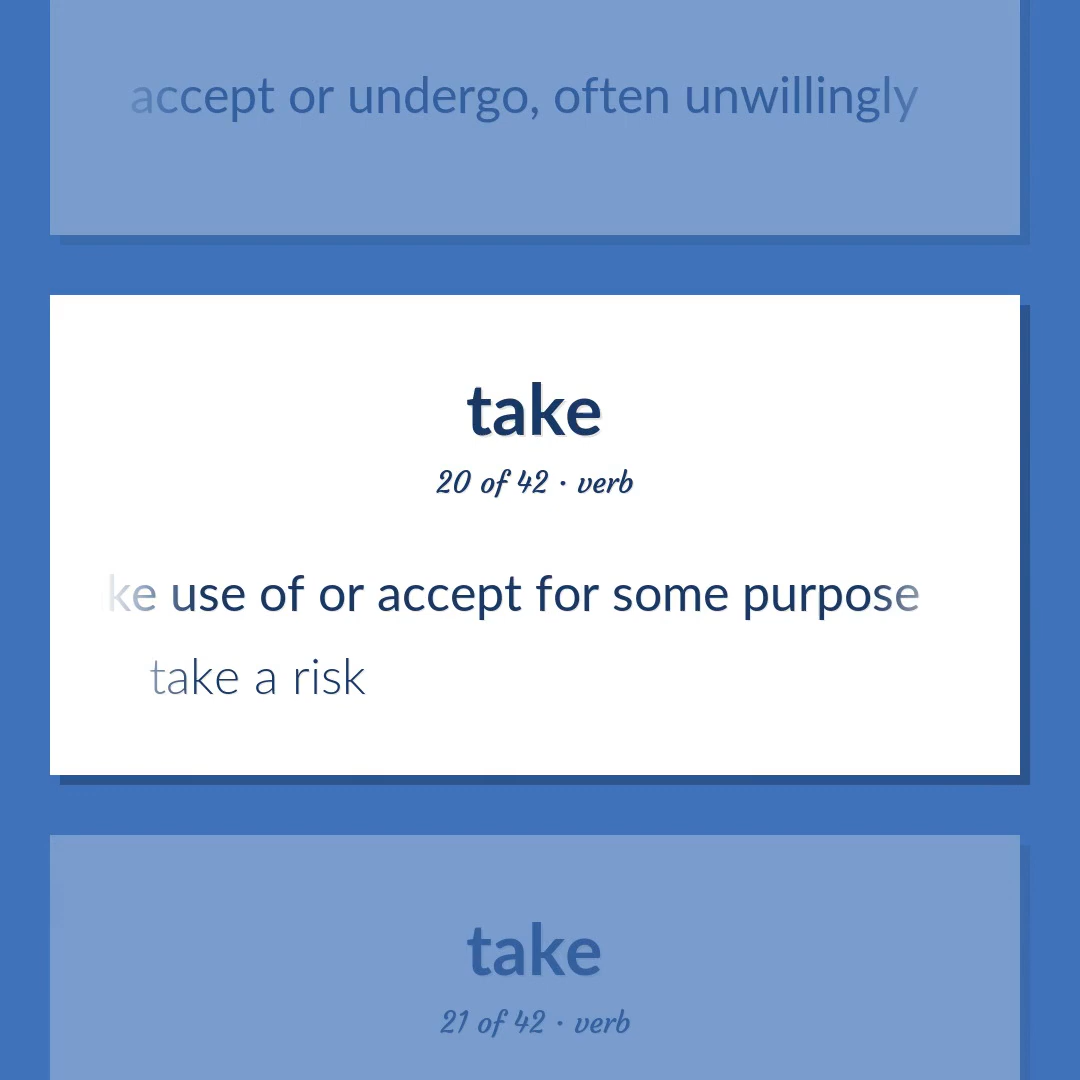 accept or undergo, often unwillingly
take
20 of 42 · verb
ke use of or accept for some purpose
take a risk
take
21 of 42 · verb